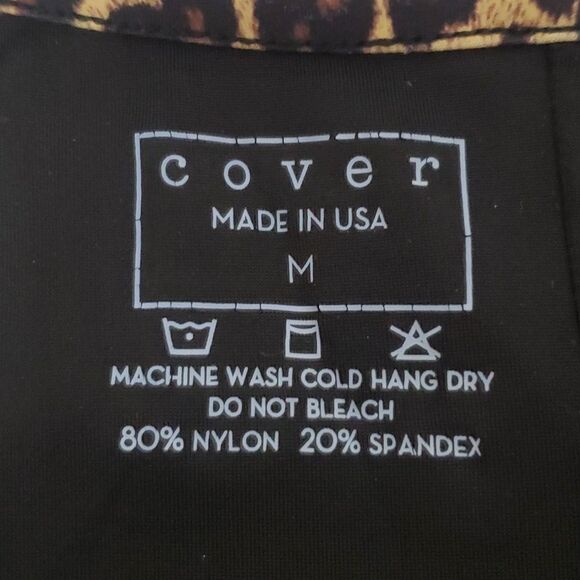 cover
MADE IN USA
M
MACHINE WASH COLD HANG DRY
DO NOT BLEACH
80% NYLON 20% SPANDEX